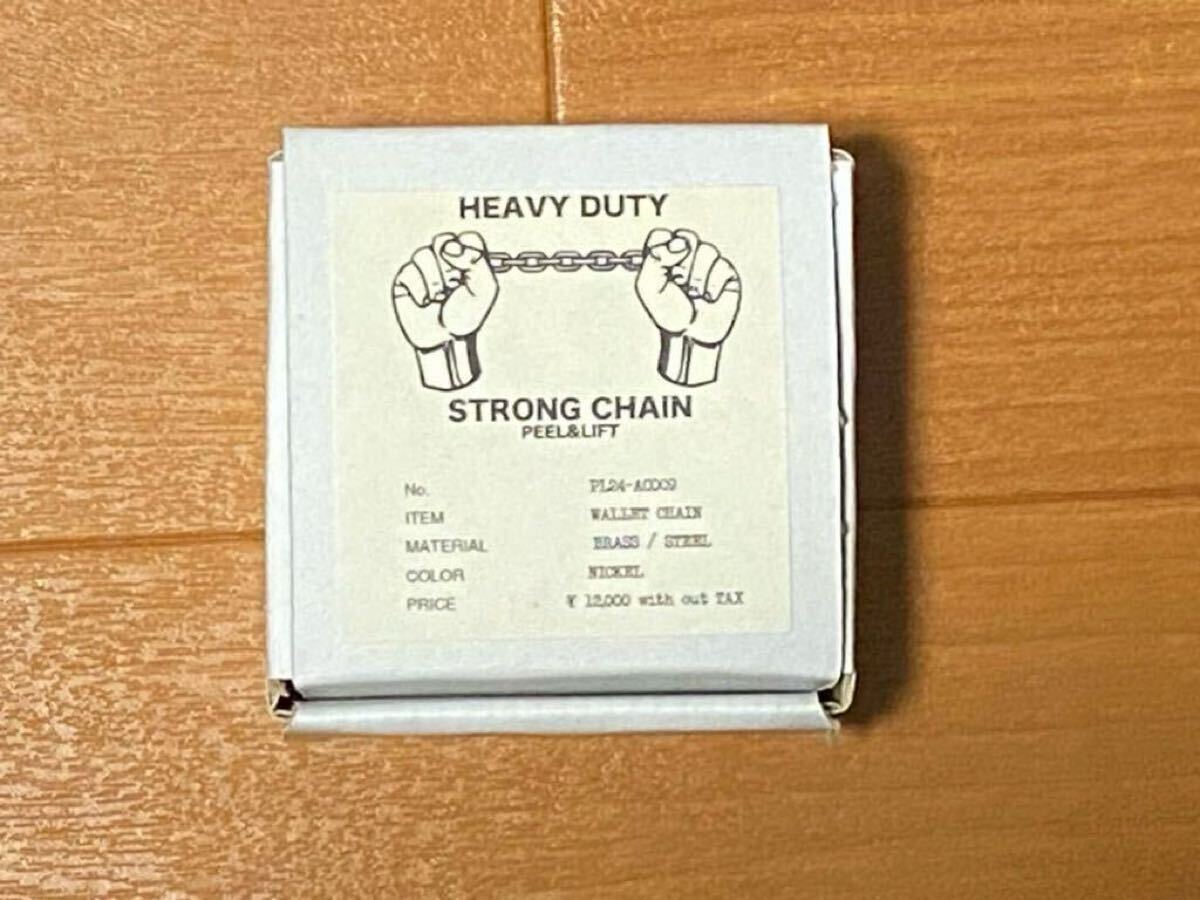 HEAVY DUTY
STRONG CHAIN
PEEL&LIFT
No. PL24-AC009
ITEM WALLET CHAIN
MATERIAL BRASS / STEEL
COLOR NICKEL
PRICE ¥ 12,000 with out TAX